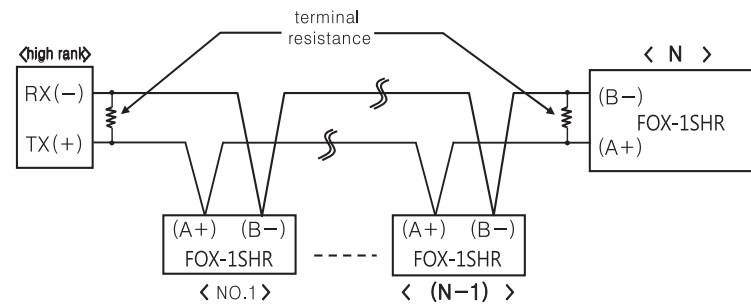 terminal
resistance
<high rank>
RX(-)
TX(+)
< N >
(B-)
FOX-1SHR
(A+)
(A+) (B-)
FOX-1SHR
< NO.1 >
(A+) (B-)
FOX-1SHR
< (N-1) >